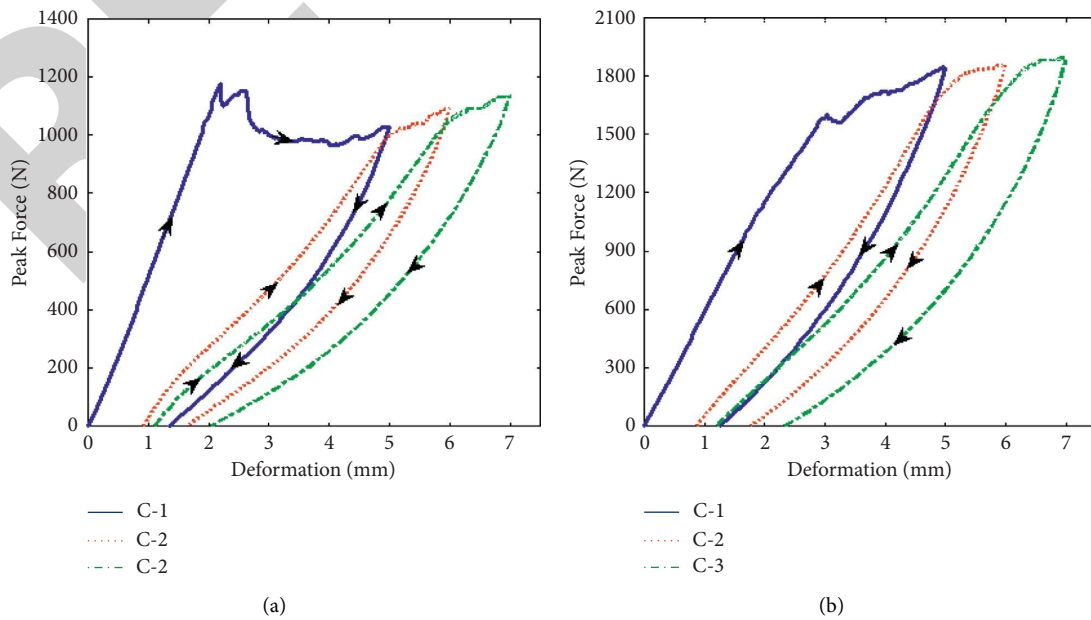 1400
1200
1000
800
600
400
200
0
Peak Force (N)
0 1 2 3 4 5 6 7
Deformation (mm)
C-1
C-2
C-2
(a)
2100
1800
1500
1200
900
600
300
0
Peak Force (N)
0 1 2 3 4 5 6 7
Deformation (mm)
C-1
C-2
C-3
(b)